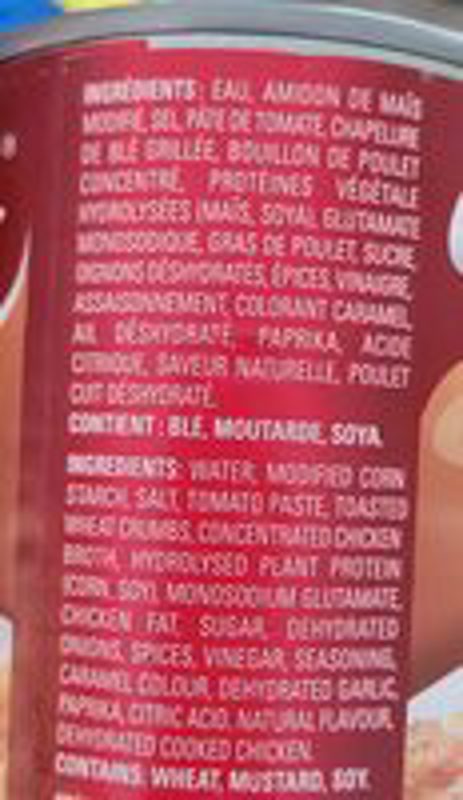 INGRÉDIENTS : EAU, AMIDON DE MAÏS
MODIFIÉ, SEL, PÂTE DE TOMATE, CHAPELURE
DE BLÉ GRILLÉE, BOUILLON DE POULET
CONCENTRÉ, PROTÉINES VÉGÉTALE
HYDROLYSÉES (MAÏS, SOYA), GLUTAMATE
MONOSODIQUE, GRAS DE POULET, SUCRE,
OIGNONS DÉSHYDRATÉS, ÉPICES, VINAIGRE,
ASSAISONNEMENT, COLORANT CARAMEL,
AIL DÉSHYDRATÉ, PAPRIKA, ACIDE
CITRIQUE, SAVEUR NATURELLE, POULET
CUIT DÉSHYDRATÉ.
CONTIENT : BLÉ, MOUTARDE, SOYA.
INGREDIENTS: WATER, MODIFIED CORN
STARCH, SALT, TOMATO PASTE, TOASTED
WHEAT CRUMBS, CONCENTRATED CHICKEN
BROTH, HYDROLYSED PLANT PROTEIN
(CORN, SOY), MONOSODIUM GLUTAMATE,
CHICKEN FAT, SUGAR, DEHYDRATED
ONIONS, SPICES, VINEGAR, SEASONING,
CARAMEL COLOUR, DEHYDRATED GARLIC,
PAPRIKA, CITRIC ACID, NATURAL FLAVOUR,
DEHYDRATED COOKED CHICKEN.
CONTAINS: WHEAT, MUSTARD, SOY.